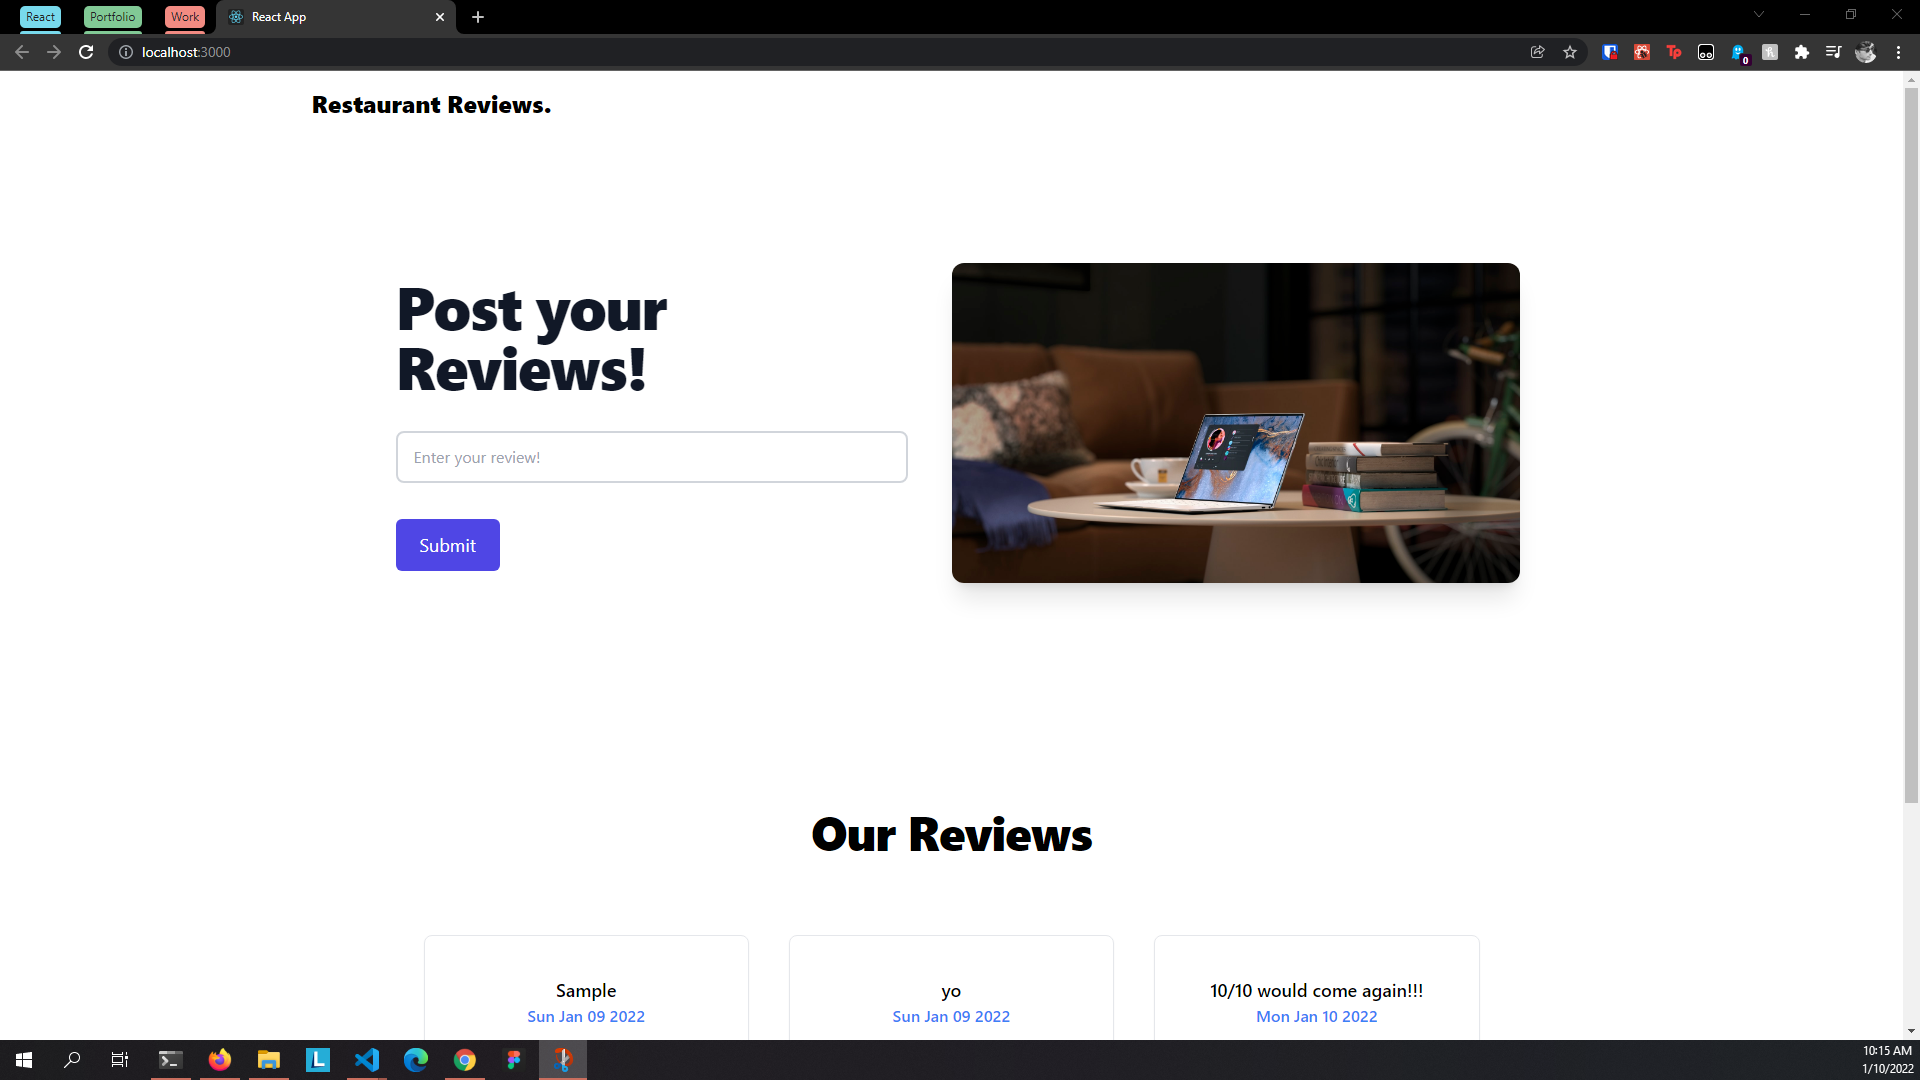 React
Portfolio
Work
React App
localhost:3000
Tp
0
Restaurant Reviews.
Post your
Reviews!
Enter your review!
Submit
Our Reviews
Sample
Sun Jan 09 2022
yo
Sun Jan 09 2022
10/10 would come again!!!
Mon Jan 10 2022
L
10:15 AM
1/10/2022